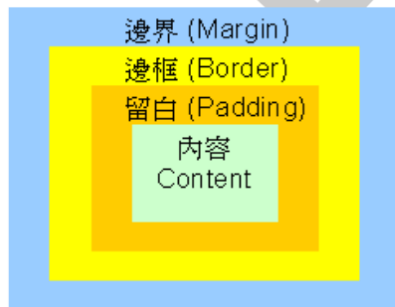 邊界 (Margin)
邊框 (Border)
留白 (Padding)
內容
Content